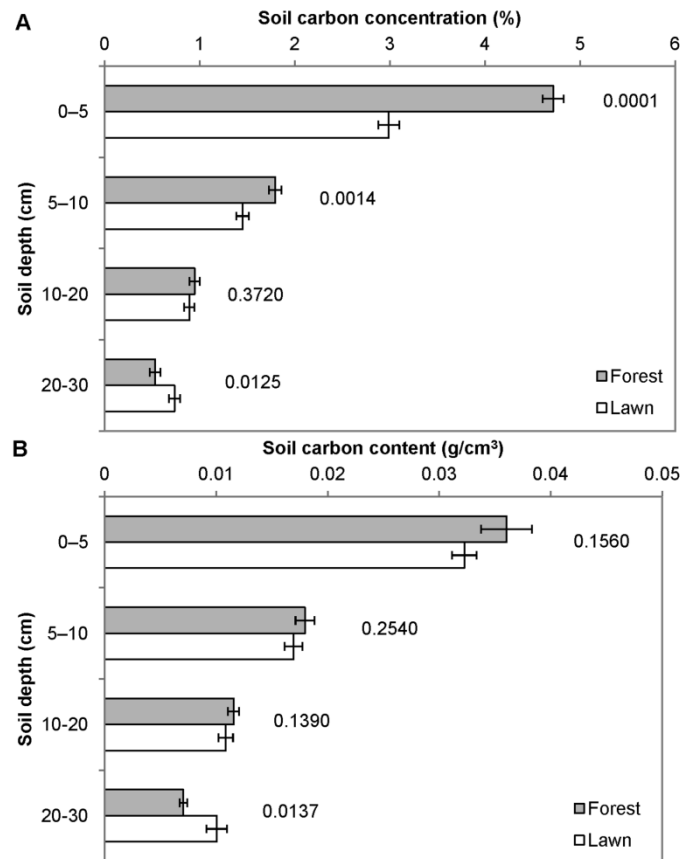 A
Soil carbon concentration (%)
0 1 2 3 4 5 6
Soil depth (cm)
0–5
0.0001
5–10
0.0014
10-20
0.3720
20-30
0.0125
Forest
Lawn
B
Soil carbon content (g/cm³)
0 0.01 0.02 0.03 0.04 0.05
Soil depth (cm)
0–5
0.1560
5–10
0.2540
10-20
0.1390
20-30
0.0137
Forest
Lawn